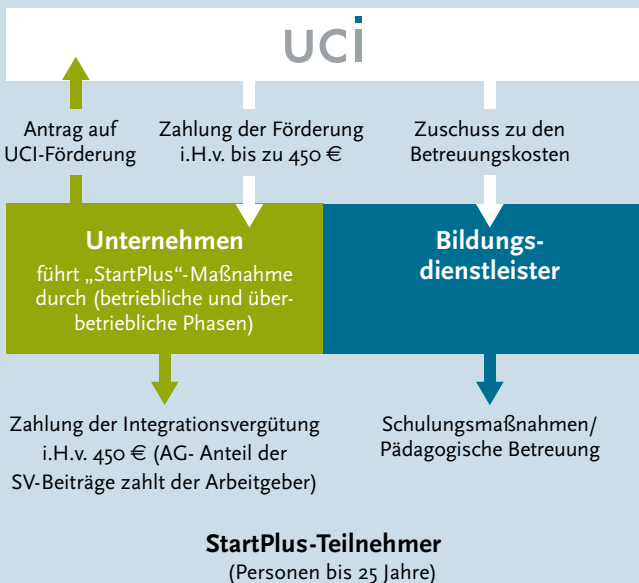 uci
Antrag auf
UCI-Förderung
Zahlung der Förderung
i.H.v. bis zu 450 €
Zuschuss zu den
Betreuungskosten
Unternehmen
führt „StartPlus“-Maßnahme
durch (betriebliche und über-
betriebliche Phasen)
Bildungs-
dienstleister
Zahlung der Integrationsvergütung
i.H.v. 450 € (AG- Anteil der
SV-Beiträge zahlt der Arbeitgeber)
Schulungsmaßnahmen/
Pädagogische Betreuung
StartPlus-Teilnehmer
(Personen bis 25 Jahre)